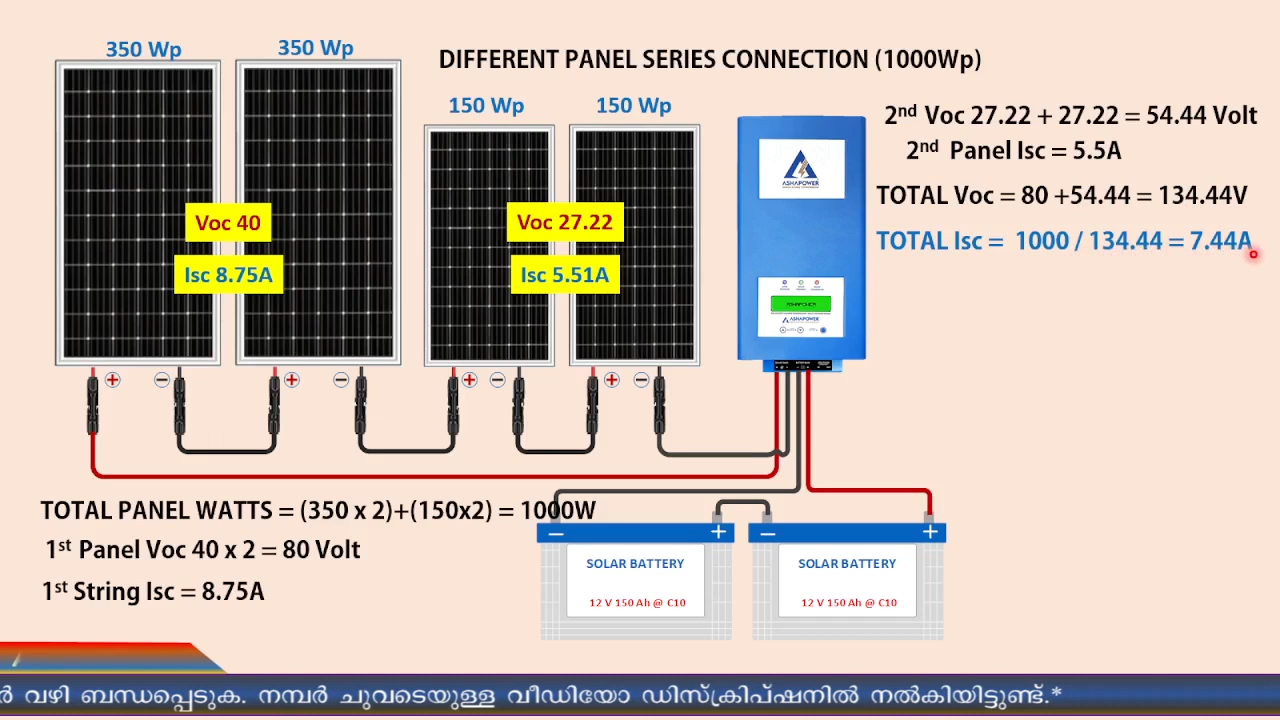 350 Wp
350 Wp
DIFFERENT PANEL SERIES CONNECTION (1000Wp)
150 Wp
150 Wp
2nd Voc 27.22 + 27.22 = 54.44 Volt
2nd Panel Isc = 5.5A
TOTAL Voc = 80 +54.44 = 134.44V
TOTAL Isc = 1000 / 134.44 = 7.44A
ASHAPOWER
Voc 40
Isc 8.75A
Voc 27.22
Isc 5.51A
ASHAPOWER
ASHAPOWER
TOTAL PANEL WATTS = (350 x 2)+(150x2) = 1000W
1st Panel Voc 40 x 2 = 80 Volt
1st String Isc = 8.75A
SOLAR BATTERY
12 V 150 Ah @ C10
SOLAR BATTERY
12 V 150 Ah @ C10
വഴി ബന്ധപ്പെടുക. നമ്പർ ചുവടെയുള്ള വീഡിയോ ഡിസ്ക്രിപ്ഷനിൽ നൽകിയിട്ടുണ്ട്.*